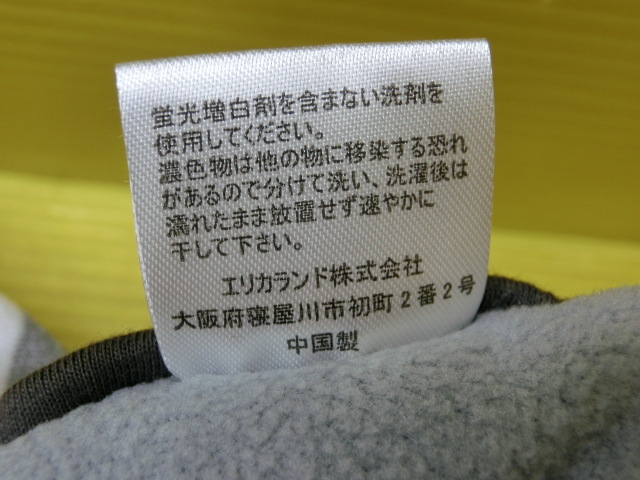 蛍光増白剤を含まない洗剤を
使用してください。
濃色物は他の物に移染する恐れ
があるので分けて洗い、洗濯後は
濡れたまま放置せず速やかに
干して下さい。
エリカランド株式会社
大阪府寝屋川市初町2番2号
中国製